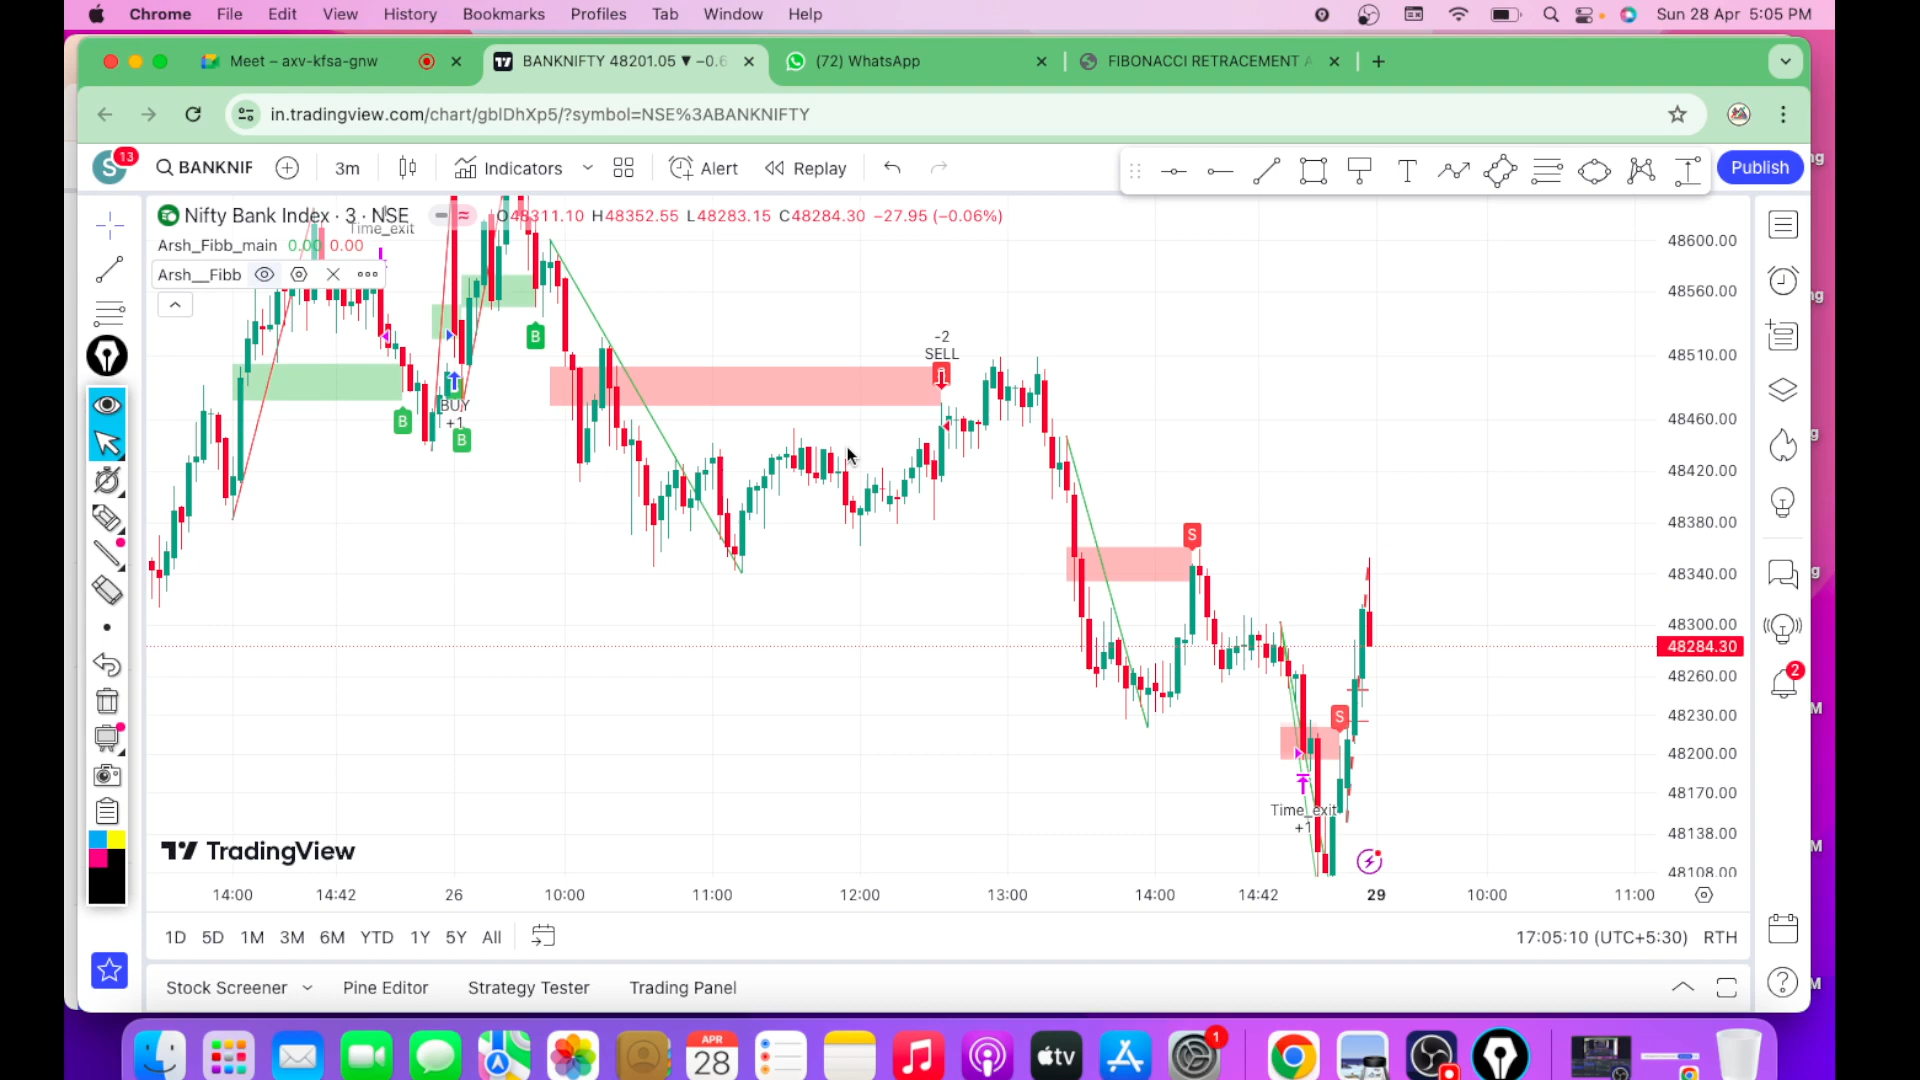 Chrome File Edit View History Bookmarks Profiles Tab Window Help Sun 28 Apr 5:05 PM
Meet – axv-kfsa-gnw BANKNIFTY 48201.05 ▼ −0.6 (72) WhatsApp FIBONACCI RETRACEMENT A
in.tradingview.com/chart/gblDhXp5/?symbol=NSE%3ABANKNIFTY
S 13 BANKNIF 3m Indicators Alert Replay Publish
Nifty Bank Index · 3 · NSE O48311.10 H48352.55 L48283.15 C48284.30 −27.95 (−0.06%)
Time_exit
Arsh_Fibb_main 0.00 0.00
Arsh__Fibb
48600.00
48560.00
48510.00
48460.00
48420.00
48380.00
48340.00
48300.00
48284.30
48260.00
48230.00
48200.00
48170.00
48138.00
48108.00
B
-2
SELL
BUY
+1
B
B
S
S
Time_exit
+1
2
TradingView
14:00 14:42 26 10:00 11:00 12:00 13:00 14:00 14:42 29 10:00 11:00
1D 5D 1M 3M 6M YTD 1Y 5Y All 17:05:10 (UTC+5:30) RTH
Stock Screener Pine Editor Strategy Tester Trading Panel
APR
28
tv
1